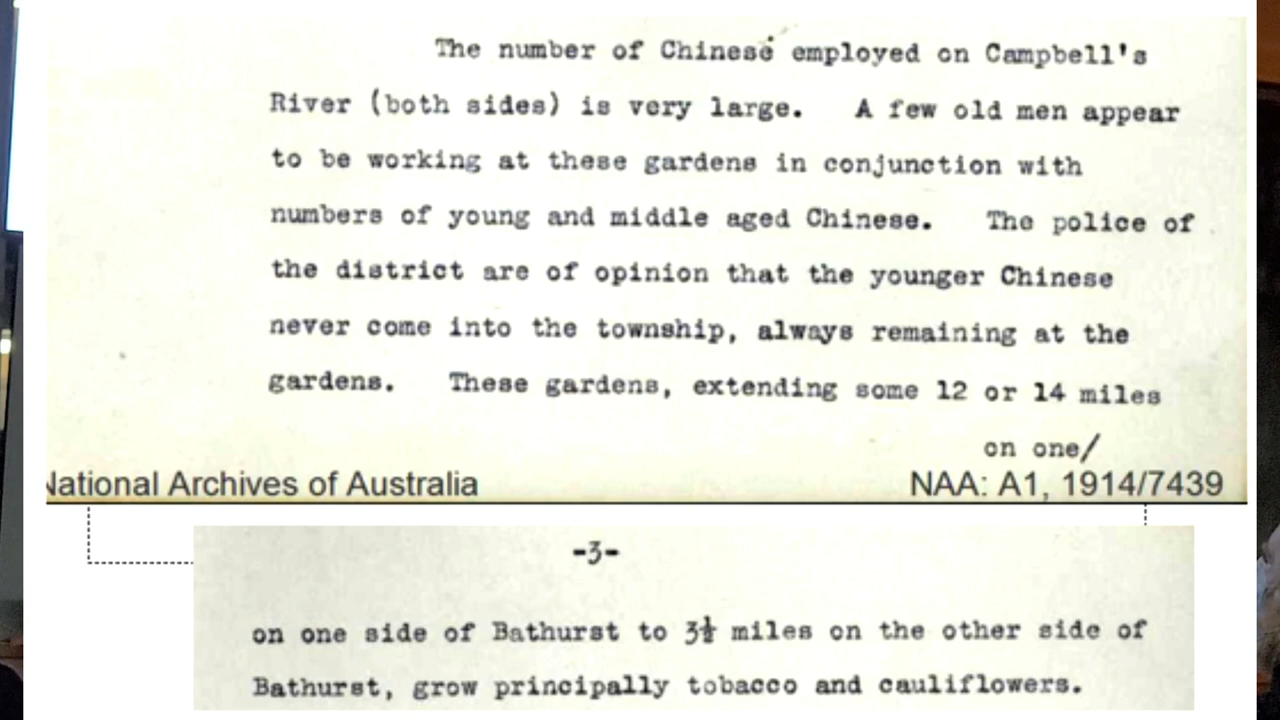 The number of Chinese employed on Campbell's
River (both sides) is very large. A few old men appear
to be working at these gardens in conjunction with
numbers of young and middle aged Chinese. The police of
the district are of opinion that the younger Chinese
never come into the township, always remaining at the
gardens. These gardens, extending some 12 or 14 miles
on one/
National Archives of Australia
NAA: A1, 1914/7439
-3-
on one side of Bathurst to 3½ miles on the other side of
Bathurst, grow principally tobacco and cauliflowers.